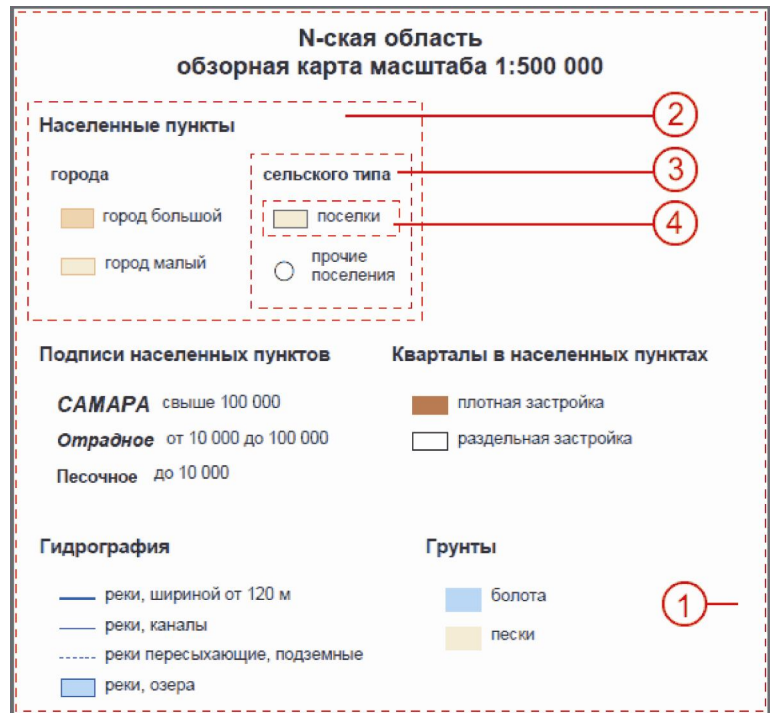 N-ская область
обзорная карта масштаба 1:500 000
Населенные пункты
2
города
сельского типа
3
город большой
поселки
4
город малый
прочие
поселения
Подписи населенных пунктов
САМАРА свыше 100 000
Отрадное от 10 000 до 100 000
Песочное до 10 000
Кварталы в населенных пунктах
плотная застройка
раздельная застройка
Гидрография
реки, шириной от 120 м
реки, каналы
реки пересыхающие, подземные
реки, озера
Грунты
болота
пески
1